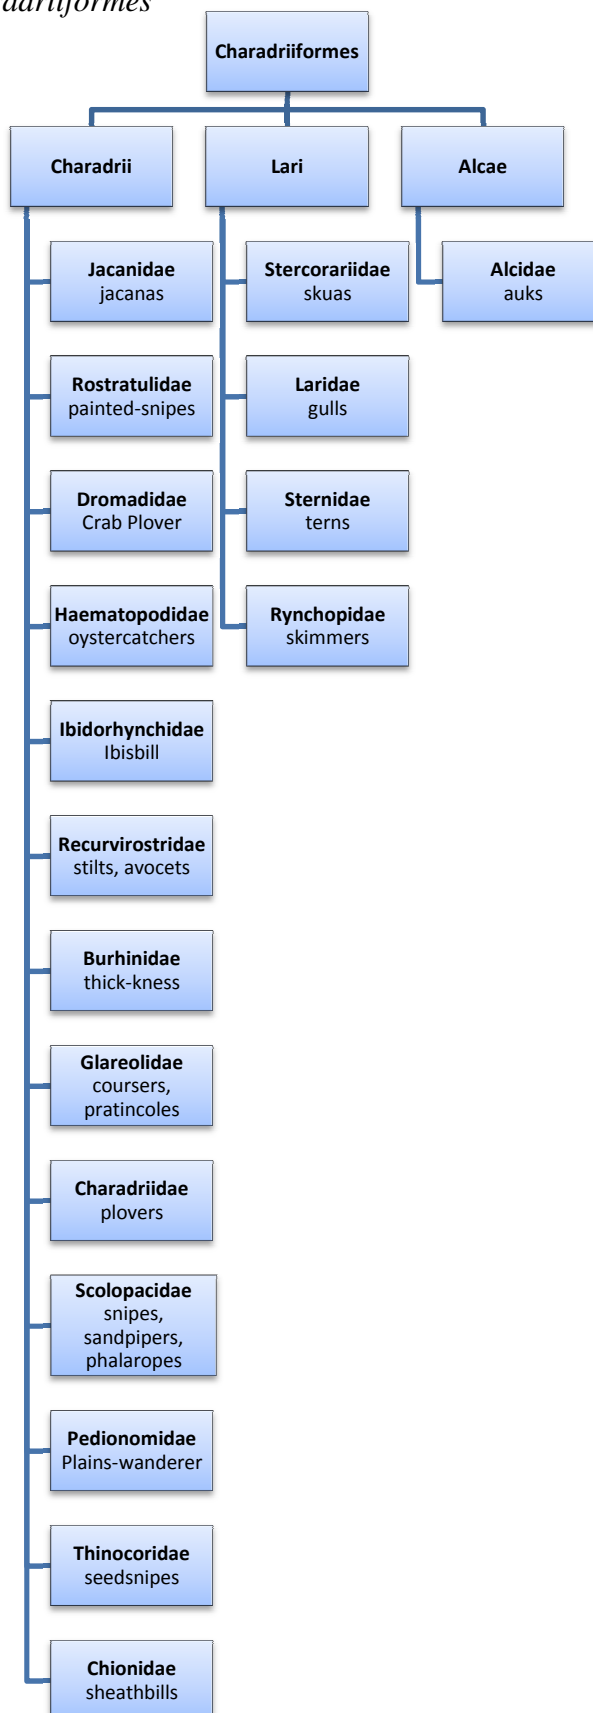 adriiformes
Charadriiformes
Charadrii
Lari
Alcae
Jacanidae
jacanas
Stercorariidae
skuas
Alcidae
auks
Rostratulidae
painted-snipes
Laridae
gulls
Dromadidae
Crab Plover
Sternidae
terns
Haematopodidae
oystercatchers
Rynchopidae
skimmers
Ibidorhynchidae
Ibisbill
Recurvirostridae
stilts, avocets
Burhinidae
thick-kness
Glareolidae
coursers,
pratincoles
Charadriidae
plovers
Scolopacidae
snipes,
sandpipers,
phalaropes
Pedionomidae
Plains-wanderer
Thinocoridae
seedsnipes
Chionidae
sheathbills